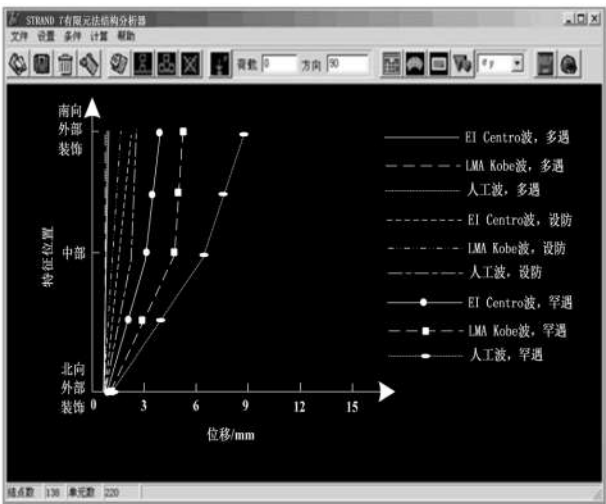 STRAND 7有限元法结构分析器
文件 设置 条件 计算 帮助
荷载 0 方向 90
南向
外部
装饰
特征位置
中部
北向
外部
装饰
0 3 6 9 12 15
位移/mm
EI Centro波，多遇
LMA Kobe波，多遇
人工波，多遇
EI Centro波，设防
LMA Kobe波，设防
人工波，设防
EI Centro波，罕遇
LMA Kobe波，罕遇
人工波，罕遇
结点数 138 单元数 220